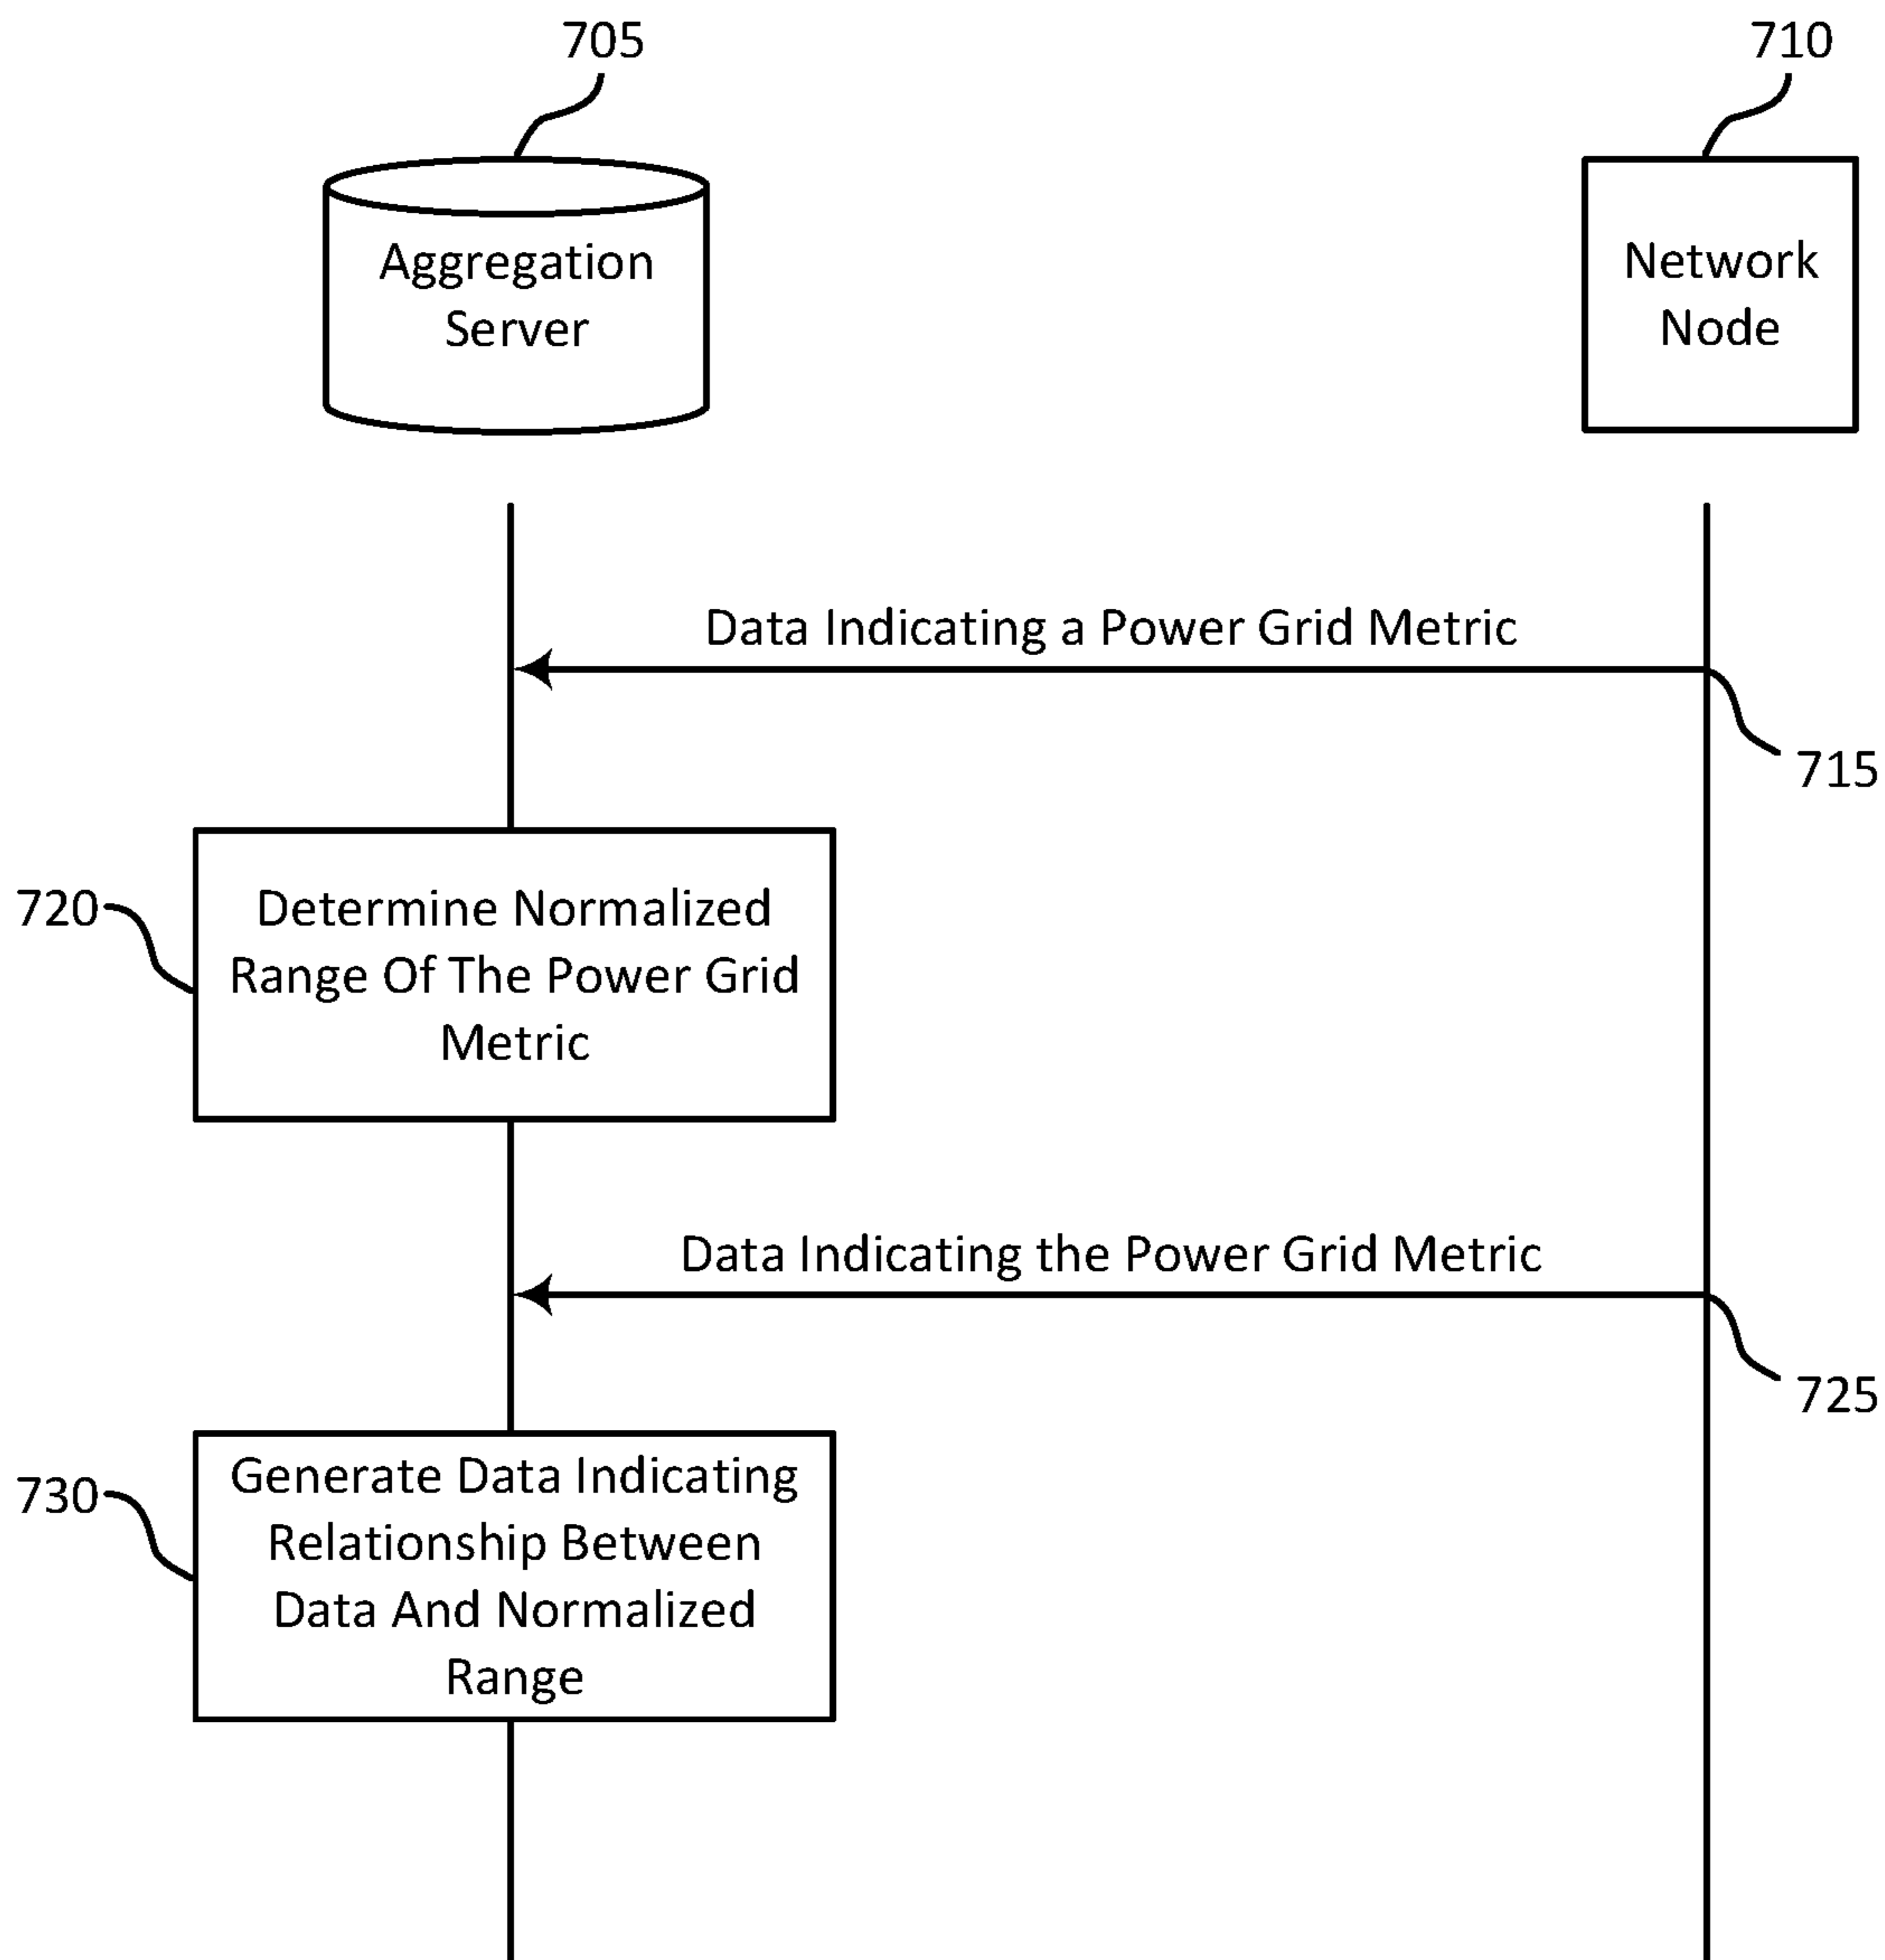 705
710
Aggregation
Server
Network
Node
Data Indicating a Power Grid Metric
715
720
Determine Normalized
Range Of The Power Grid
Metric
Data Indicating the Power Grid Metric
725
730
Generate Data Indicating
Relationship Between
Data And Normalized
Range